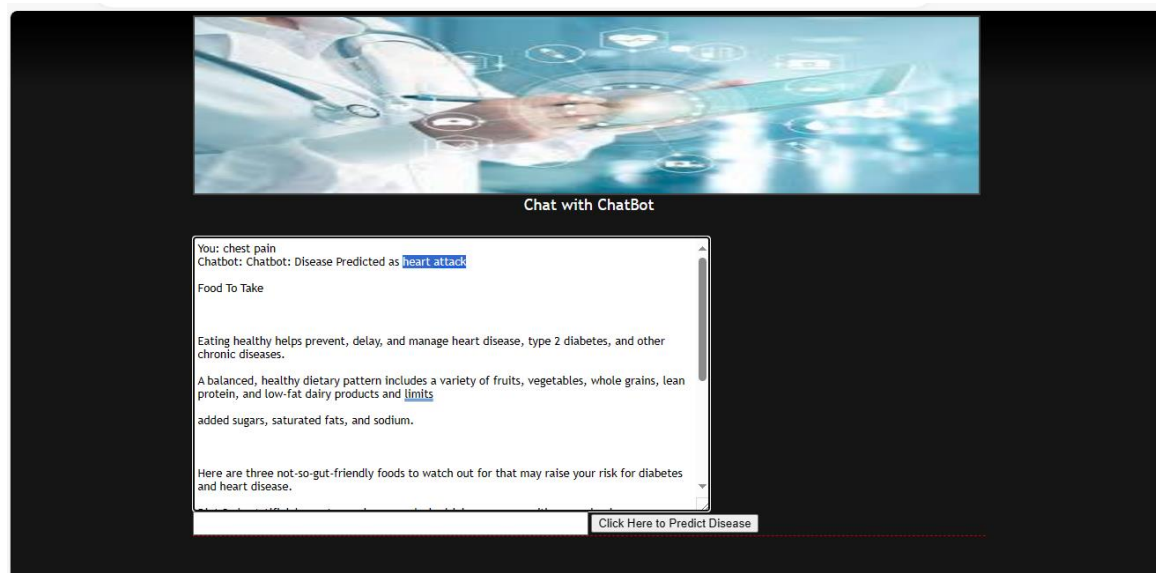 Chat with ChatBot
You: chest pain
Chatbot: Chatbot: Disease Predicted as heart attack
Food To Take
Eating healthy helps prevent, delay, and manage heart disease, type 2 diabetes, and other
chronic diseases.
A balanced, healthy dietary pattern includes a variety of fruits, vegetables, whole grains, lean
protein, and low-fat dairy products and limits
added sugars, saturated fats, and sodium.
Here are three not-so-gut-friendly foods to watch out for that may raise your risk for diabetes
and heart disease.
Click Here to Predict Disease